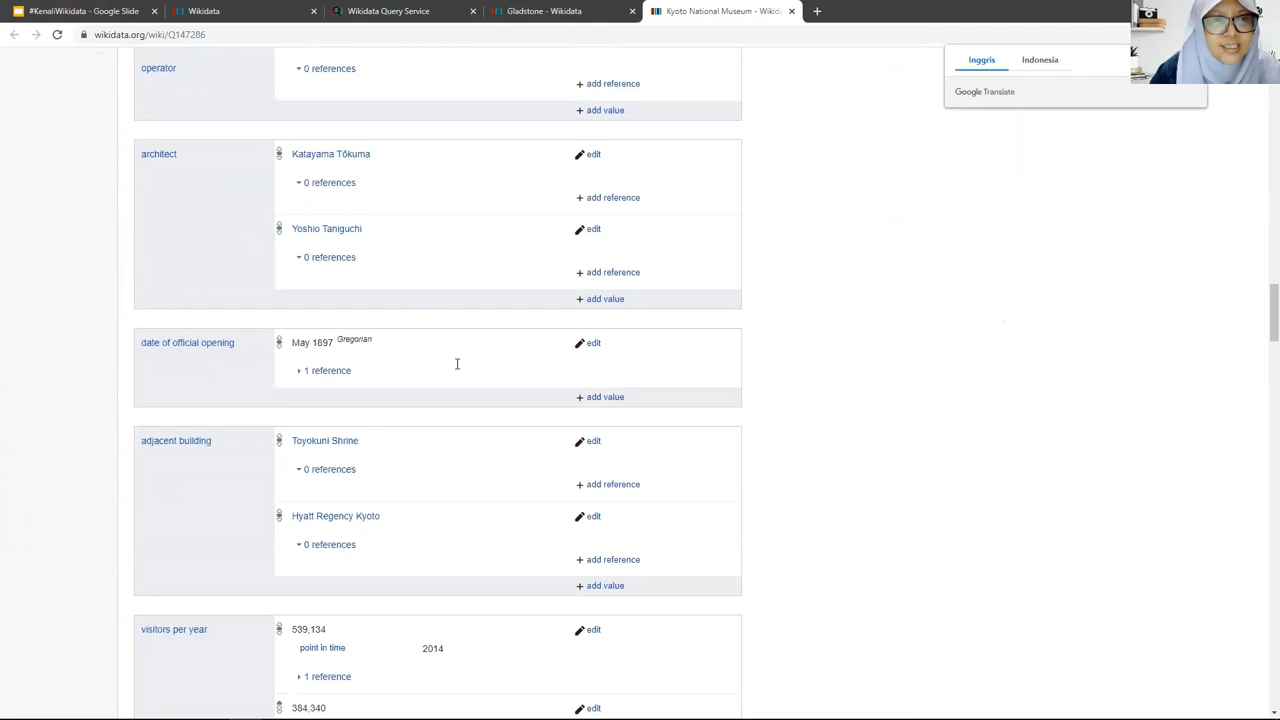 #KenaliWikidata - Google Slide
Wikidata
Wikidata Query Service
Gladstone - Wikidata
Kyoto National Museum - Wikid
wikidata.org/wiki/Q147286
Inggris
Indonesia
Google Translate
operator
0 references
+ add reference
+ add value
architect
Katayama Tōkuma
edit
0 references
+ add reference
Yoshio Taniguchi
edit
0 references
+ add reference
+ add value
date of official opening
May 1897 Gregorian
edit
1 reference
+ add value
adjacent building
Toyokuni Shrine
edit
0 references
+ add reference
Hyatt Regency Kyoto
edit
0 references
+ add reference
+ add value
visitors per year
539,134
edit
point in time
2014
1 reference
384,340
edit